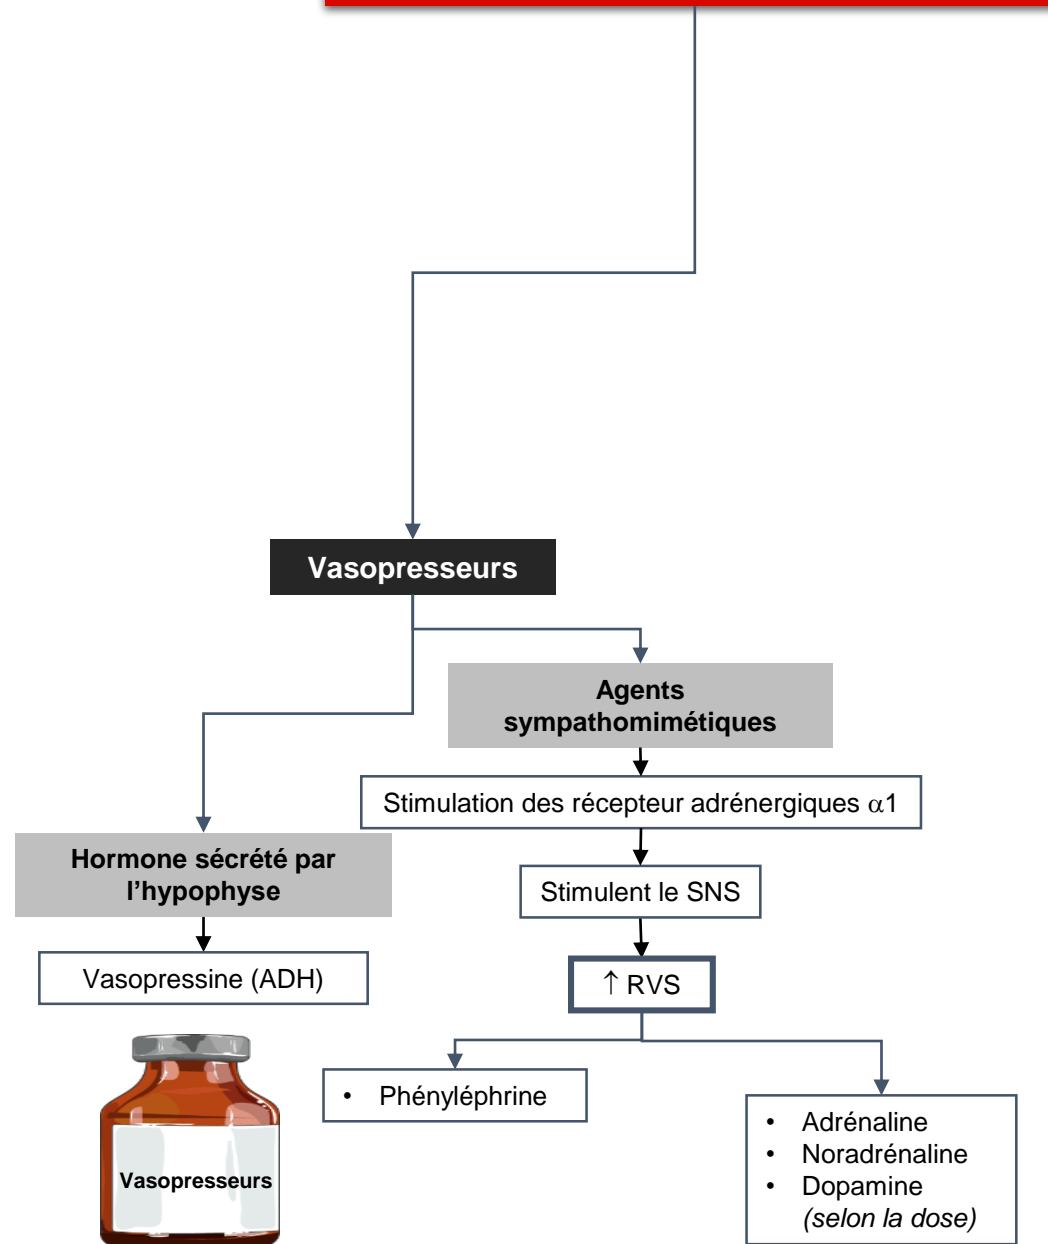 Vasopresseurs
Agents
sympathomimétiques
Stimulation des récepteur adrénergiques α1
Hormone sécrété par
l’hypophyse
Stimulent le SNS
Vasopressine (ADH)
↑ RVS
• Phényléphrine
• Adrénaline
• Noradrénaline
• Dopamine
(selon la dose)
Vasopresseurs